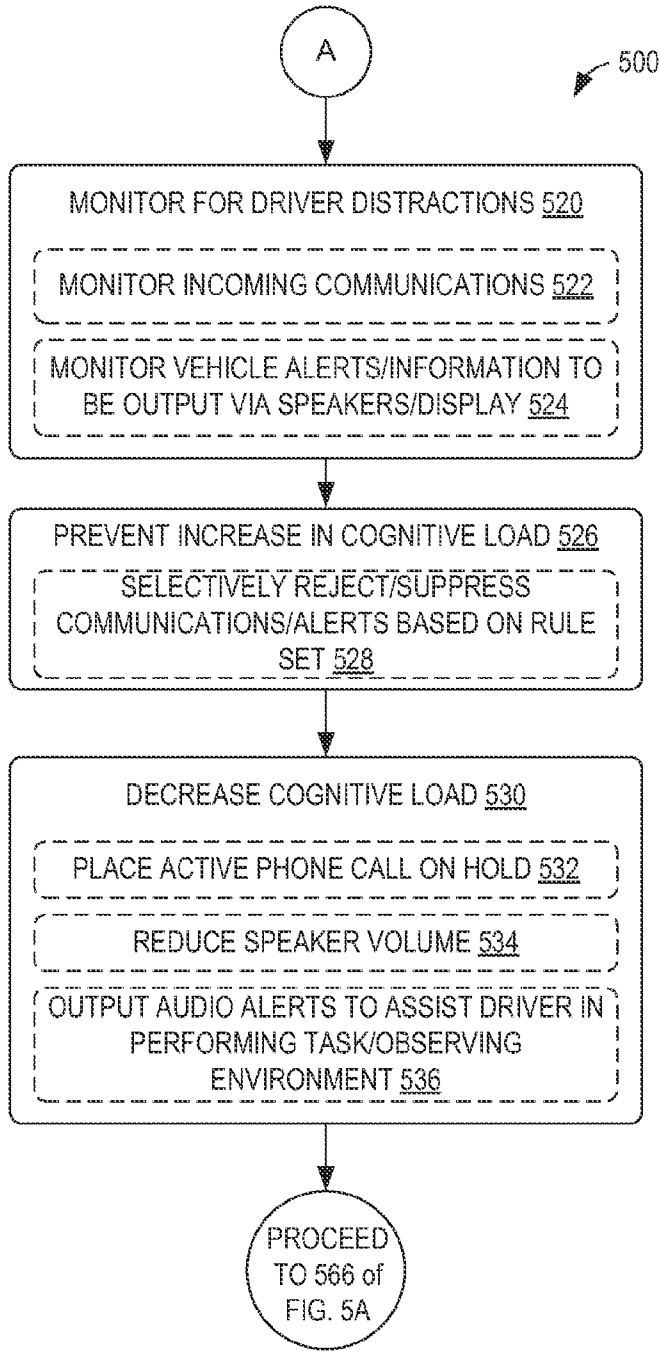 A
500
MONITOR FOR DRIVER DISTRACTIONS 520
MONITOR INCOMING COMMUNICATIONS 522
MONITOR VEHICLE ALERTS/INFORMATION TO
BE OUTPUT VIA SPEAKERS/DISPLAY 524
PREVENT INCREASE IN COGNITIVE LOAD 526
SELECTIVELY REJECT/SUPPRESS
COMMUNICATIONS/ALERTS BASED ON RULE
SET 528
DECREASE COGNITIVE LOAD 530
PLACE ACTIVE PHONE CALL ON HOLD 532
REDUCE SPEAKER VOLUME 534
OUTPUT AUDIO ALERTS TO ASSIST DRIVER IN
PERFORMING TASK/OBSERVING
ENVIRONMENT 536
PROCEED
TO 566 of
FIG. 5A